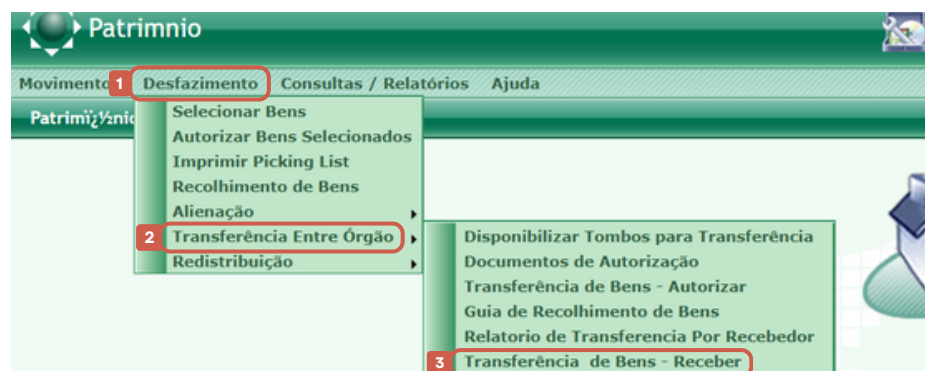 Patrimnio
Movimento 1 Desfazimento Consultas / Relatórios Ajuda
Patrimï¿½nio
Selecionar Bens
Autorizar Bens Selecionados
Imprimir Picking List
Recolhimento de Bens
Alienação
2 Transferência Entre Órgão
Redistribuição
Disponibilizar Tombos para Transferência
Documentos de Autorização
Transferência de Bens - Autorizar
Guia de Recolhimento de Bens
Relatorio de Transferencia Por Recebedor
3 Transferência de Bens - Receber